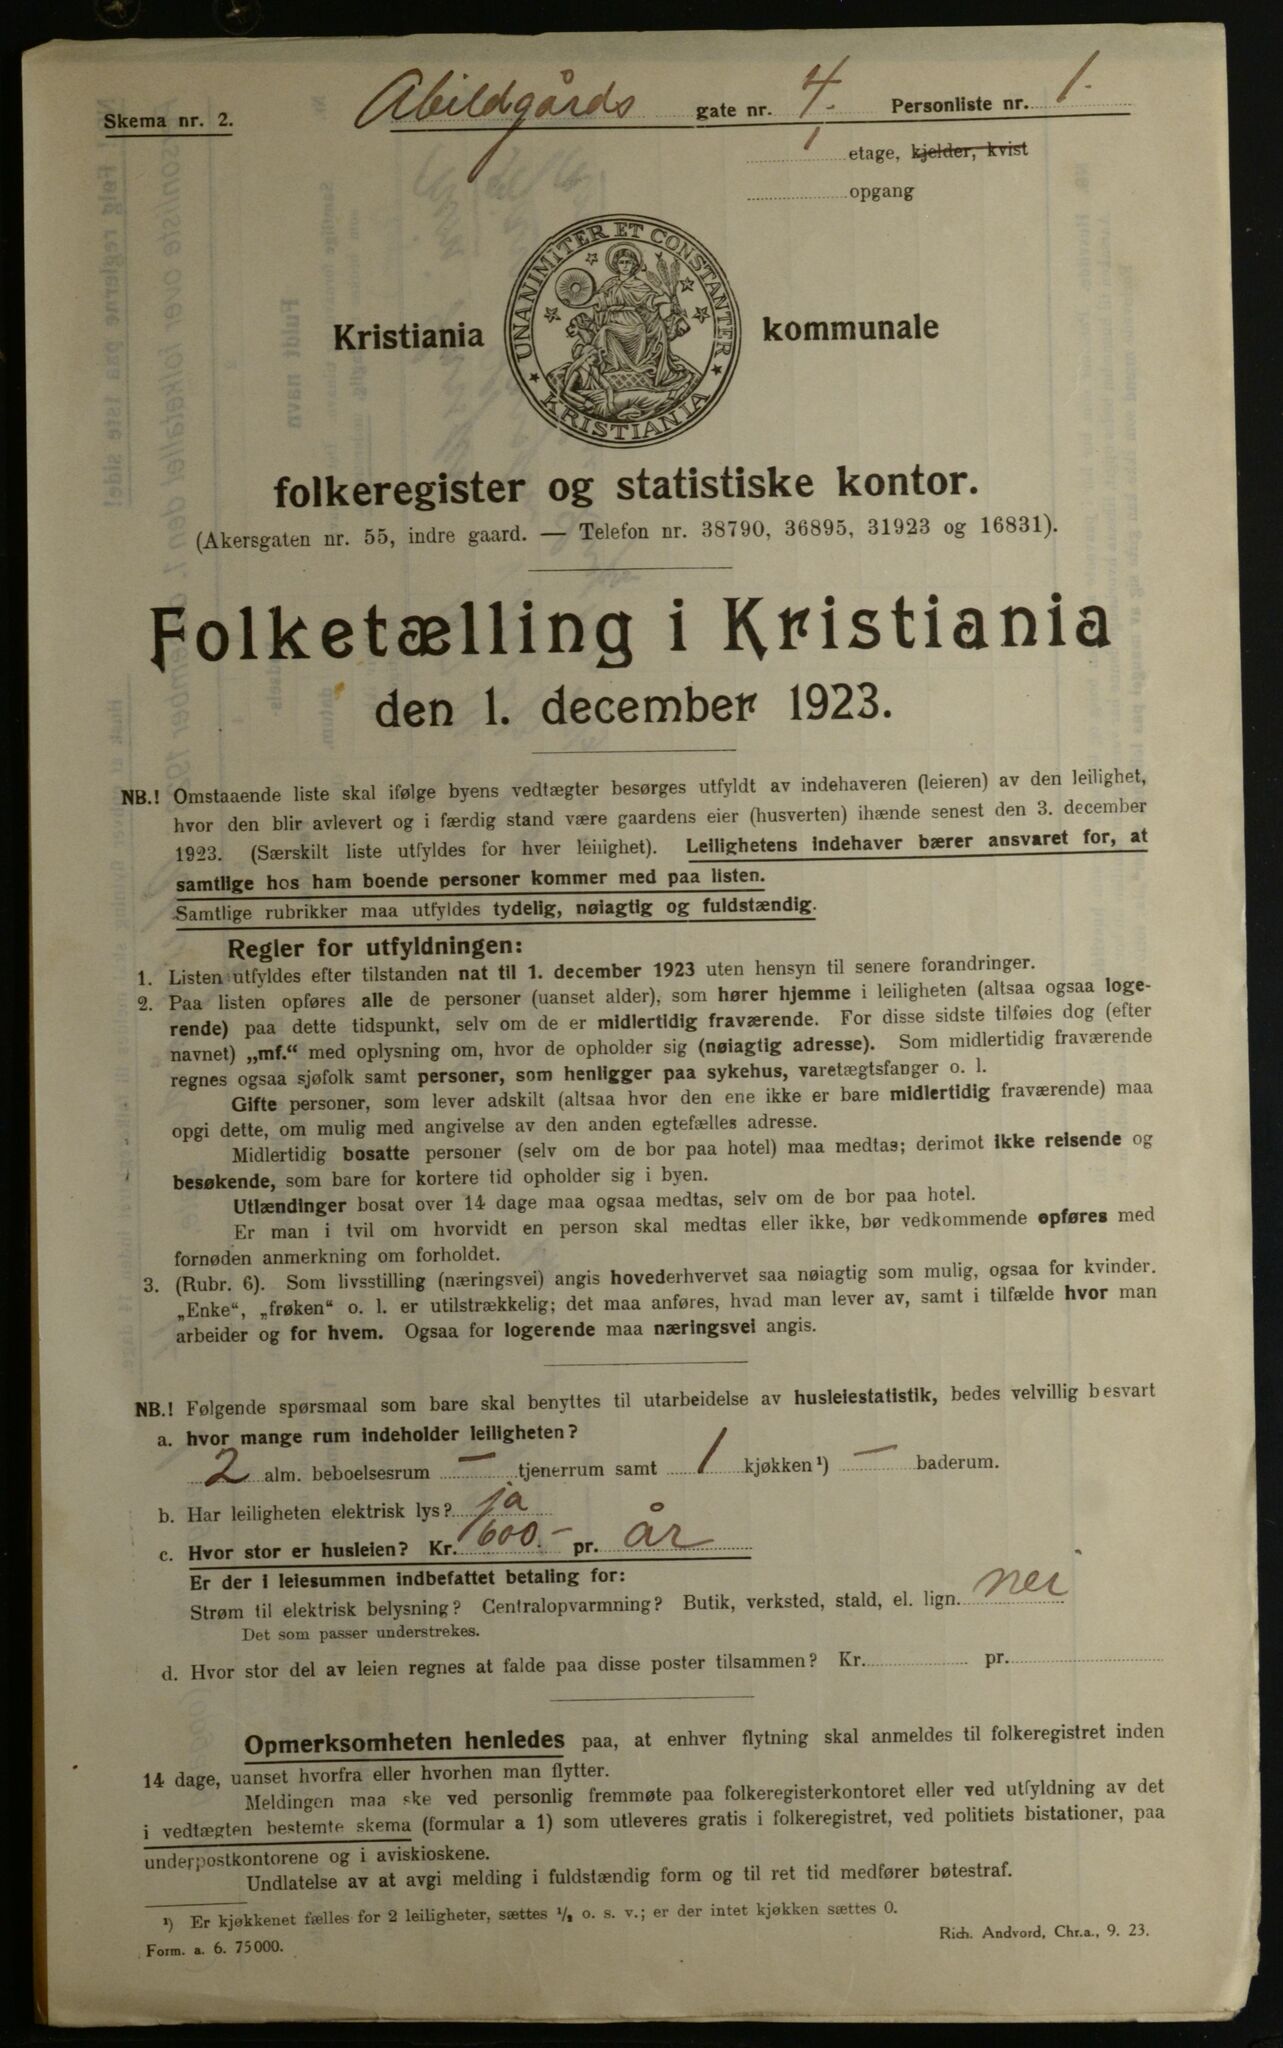 Skema nr. 2.
Abildgårds gate nr. 4. Personliste nr. 1.
1 etage, kjelder, kvist
opgang
UNANIMITER ET CONSTANTER
KRISTIANIA
Kristiania kommunale
folkeregister og statistiske kontor.
(Akersgaten nr. 55, indre gaard. — Telefon nr. 38790, 36895, 31923 og 16831).
Folketælling i Kristiania
den 1. december 1923.
NB.! Omstaaende liste skal ifølge byens vedtægter besørges utfyldt av indehaveren (leieren) av den leilighet,
hvor den blir avlevert og i færdig stand være gaardens eier (husverten) ihænde senest den 3. december
1923. (Særskilt liste utfyldes for hver leilighet). Leilighetens indehaver bærer ansvaret for, at
samtlige hos ham boende personer kommer med paa listen.
Samtlige rubrikker maa utfyldes tydelig, nøiagtig og fuldstændig.
Regler for utfyldningen:
1. Listen utfyldes efter tilstanden nat til 1. december 1923 uten hensyn til senere forandringer.
2. Paa listen opføres alle de personer (uanset alder), som hører hjemme i leiligheten (altsaa ogsaa loge-
rende) paa dette tidspunkt, selv om de er midlertidig fraværende. For disse sidste tilføies dog (efter
navnet) „mf.“ med oplysning om, hvor de opholder sig (nøiagtig adresse). Som midlertidig fraværende
regnes ogsaa sjøfolk samt personer, som henligger paa sykehus, varetægtsfanger o. l.
Gifte personer, som lever adskilt (altsaa hvor den ene ikke er bare midlertidig fraværende) maa
opgi dette, om mulig med angivelse av den anden egtefælles adresse.
Midlertidig bosatte personer (selv om de bor paa hotel) maa medtas; derimot ikke reisende og
besøkende, som bare for kortere tid opholder sig i byen.
Utlændinger bosat over 14 dage maa ogsaa medtas, selv om de bor paa hotel.
Er man i tvil om hvorvidt en person skal medtas eller ikke, bør vedkommende opføres med
fornøden anmerkning om forholdet.
3. (Rubr. 6). Som livsstilling (næringsvei) angis hovederhvervet saa nøiagtig som mulig, ogsaa for kvinder.
„Enke“, „frøken“ o. l. er utilstrækkelig; det maa anføres, hvad man lever av, samt i tilfælde hvor man
arbeider og for hvem. Ogsaa for logerende maa næringsvei angis.
NB.! Følgende spørsmaal som bare skal benyttes til utarbeidelse av husleiestatistik, bedes velvillig besvart
a. hvor mange rum indeholder leiligheten?
2 alm. beboelsesrum — tjenerrum samt 1 kjøkken ¹) — baderum.
b. Har leiligheten elektrisk lys? ja
c. Hvor stor er husleien? Kr. 600.- pr. år
Er der i leiesummen indbefattet betaling for:
Strøm til elektrisk belysning? Centralopvarmning? Butik, verksted, stald, el. lign. nei
Det som passer understrekes.
d. Hvor stor del av leien regnes at falde paa disse poster tilsammen? Kr. pr.
Opmerksomheten henledes paa, at enhver flytning skal anmeldes til folkeregistret inden
14 dage, uanset hvorfra eller hvorhen man flytter.
Meldingen maa ske ved personlig fremmøte paa folkeregisterkontoret eller ved utfyldning av det
i vedtægten bestemte skema (formular a 1) som utleveres gratis i folkeregistret, ved politiets bistationer, paa
underpostkontorene og i aviskioskene.
Undlatelse av at avgi melding i fuldstændig form og til ret tid medfører bøtestraf.
¹) Er kjøkkenet fælles for 2 leiligheter, sættes ½ o. s. v.; er der intet kjøkken sættes 0.
Form. a. 6. 75000.
Rich. Andvord, Chr.a., 9. 23.